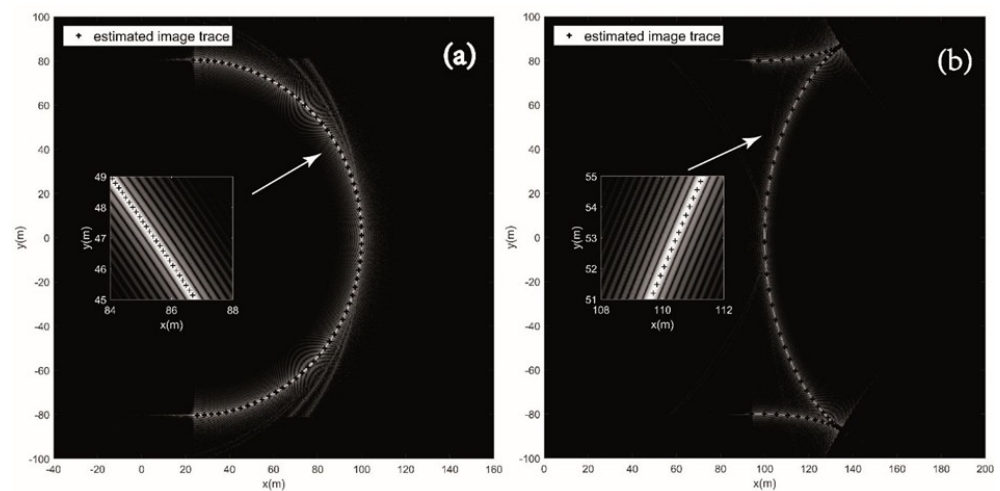 + estimated image trace
(a)
100
80
60
40
20
0
-20
-40
-60
-80
-100
y(m)
-40 -20 0 20 40 60 80 100 120 140 160
x(m)
49
48
47
46
45
y(m)
84 86 88
x(m)
+ estimated image trace
(b)
100
80
60
40
20
0
-20
-40
-60
-80
-100
y(m)
0 20 40 60 80 100 120 140 160 180 200
x(m)
55
54
53
52
51
y(m)
108 110 112
x(m)